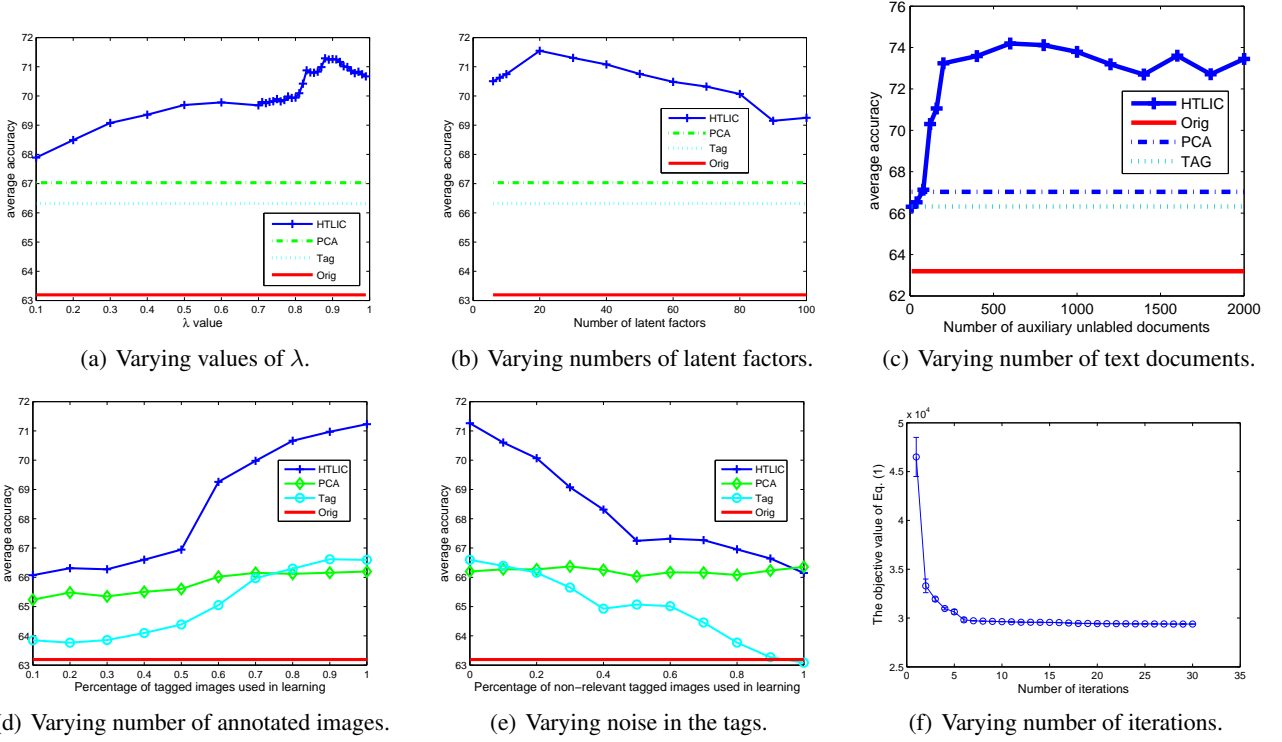 72
71
70
69
68
67
66
65
64
63
average accuracy
HTLIC
PCA
Tag
Orig
0.1 0.2 0.3 0.4 0.5 0.6 0.7 0.8 0.9 1
λ value
(a) Varying values of λ.
72
71
70
69
68
67
66
65
64
63
average accuracy
HTLIC
PCA
Tag
Orig
0 20 40 60 80 100
Number of latent factors
(b) Varying numbers of latent factors.
76
74
72
70
68
66
64
62
average accuracy
HTLIC
Orig
PCA
TAG
0 500 1000 1500 2000
Number of auxiliary unlabled documents
(c) Varying number of text documents.
72
71
70
69
68
67
66
65
64
63
average accuracy
HTLIC
PCA
Tag
Orig
0.1 0.2 0.3 0.4 0.5 0.6 0.7 0.8 0.9 1
Percentage of tagged images used in learning
d) Varying number of annotated images.
72
71
70
69
68
67
66
65
64
63
average accuracy
HTLIC
PCA
Tag
Orig
0 0.2 0.4 0.6 0.8 1
Percentage of non-relevant tagged images used in learning
(e) Varying noise in the tags.
x 10⁴
5
4.5
4
3.5
3
2.5
The objective value of Eq. (1)
0 5 10 15 20 25 30 35
Number of iterations
(f) Varying number of iterations.